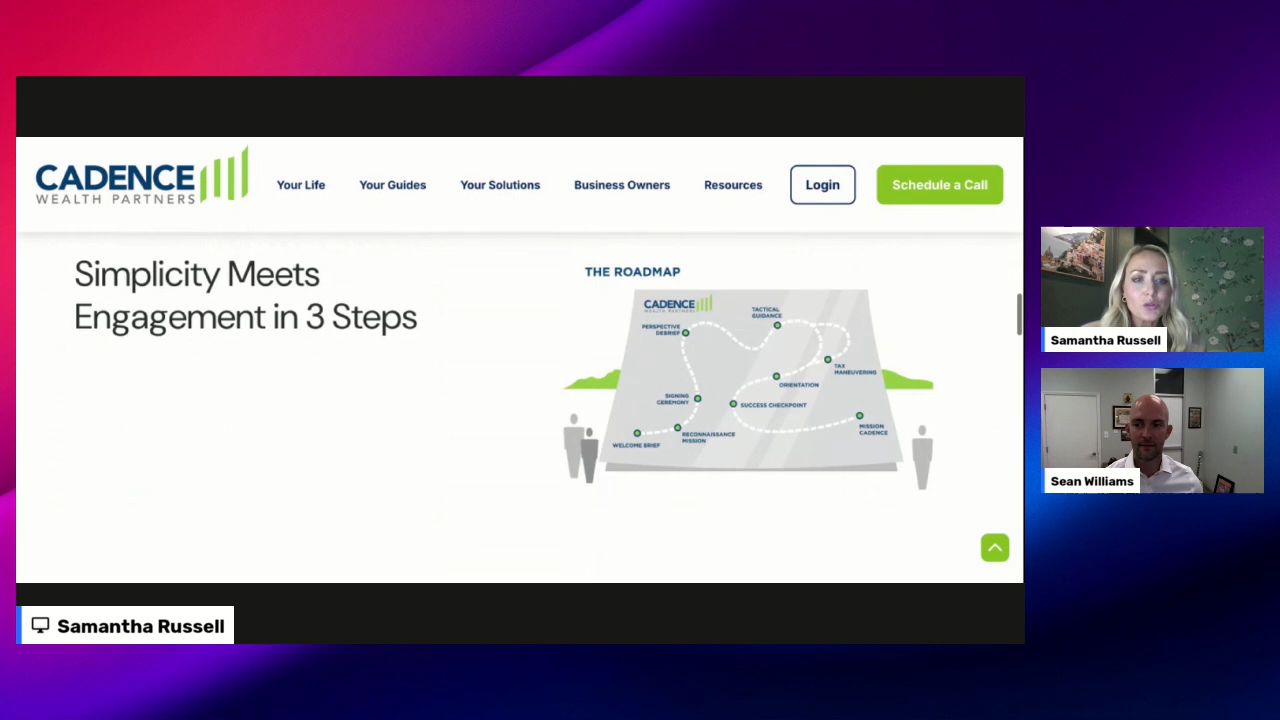 CADENCE
WEALTH PARTNERS
Your Life
Your Guides
Your Solutions
Business Owners
Resources
Login
Schedule a Call
Simplicity Meets
Engagement in 3 Steps
THE ROADMAP
CADENCE
WEALTH PARTNERS
PERSPECTIVE
DEBRIEF
TACTICAL
GUIDANCE
TAX
MANEUVERING
ORIENTATION
SIGNING
CEREMONY
SUCCESS CHECKPOINT
MISSION
CADENCE
WELCOME BRIEF
RECONNAISSANCE
MISSION
Samantha Russell
Sean Williams
Samantha Russell